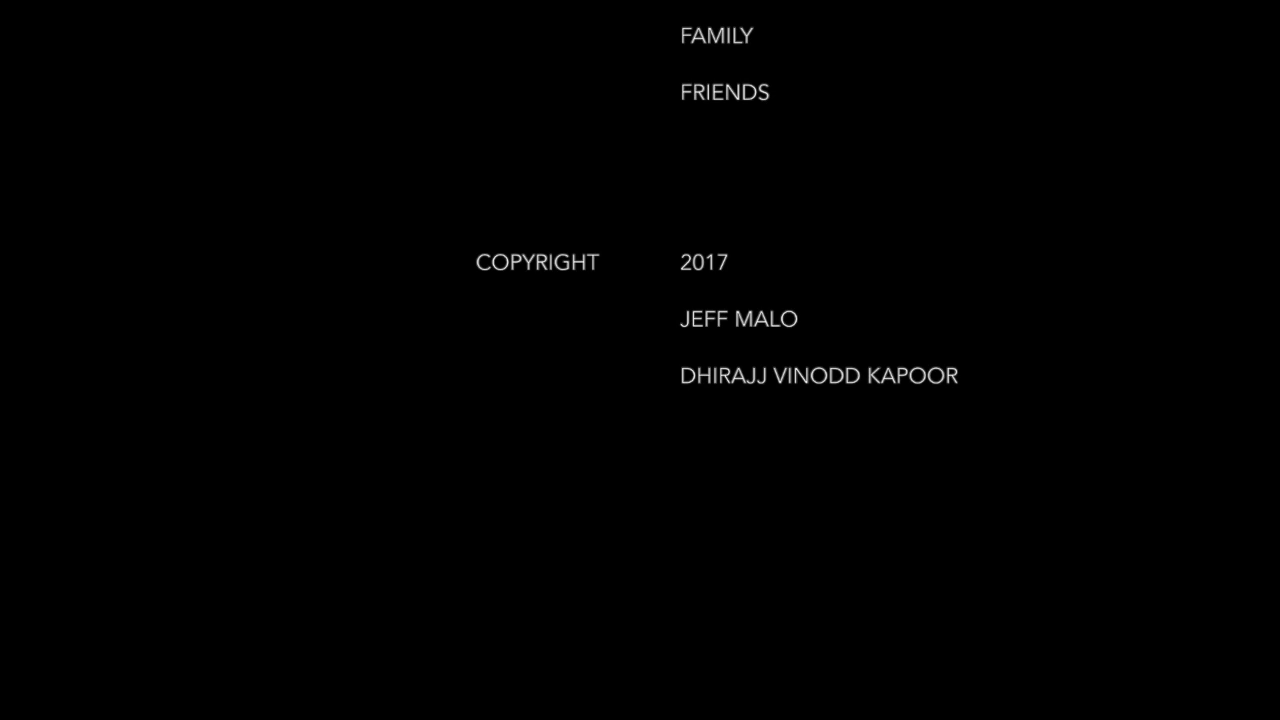 FAMILY
FRIENDS
COPYRIGHT 2017
JEFF MALO
DHIRAJJ VINODD KAPOOR